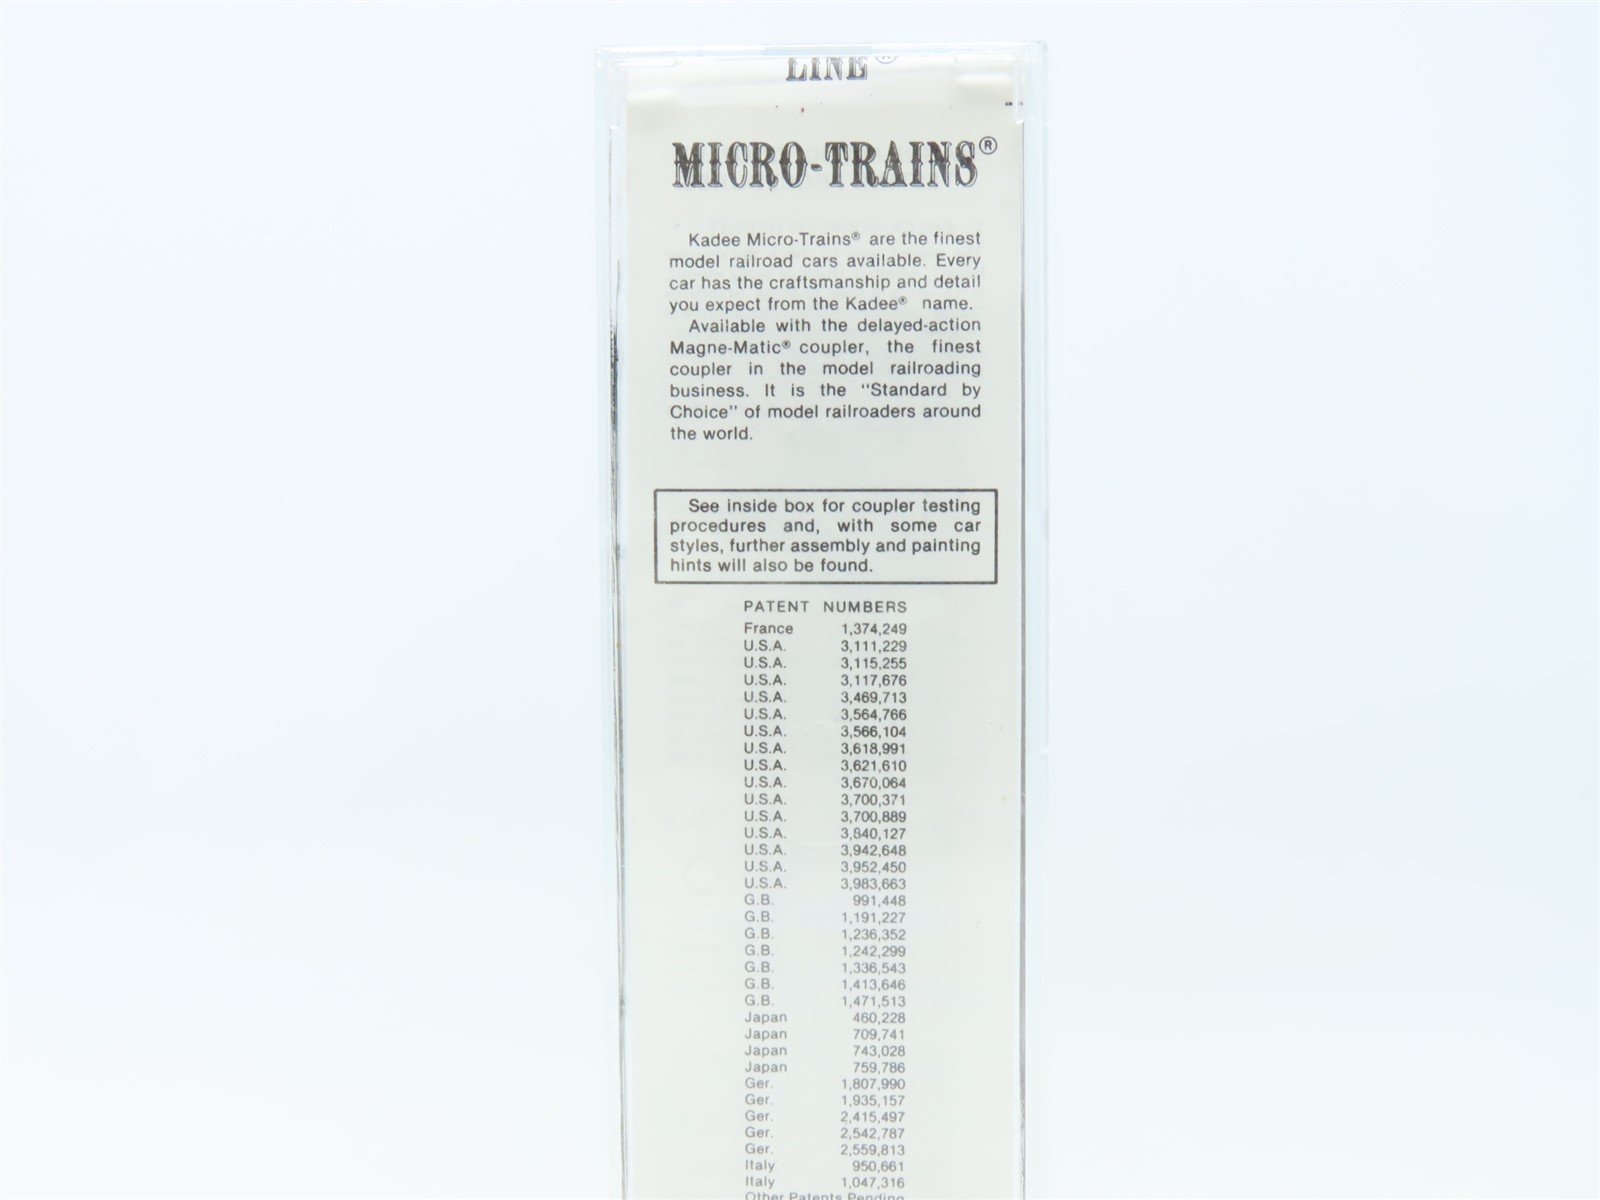 LINE ®
MICRO-TRAINS®
Kadee Micro-Trains® are the finest
model railroad cars available. Every
car has the craftsmanship and detail
you expect from the Kadee® name.
Available with the delayed-action
Magne-Matic® coupler, the finest
coupler in the model railroading
business. It is the "Standard by
Choice" of model railroaders around
the world.
See inside box for coupler testing
procedures and, with some car
styles, further assembly and painting
hints will also be found.
PATENT NUMBERS
France 1,374,249
U.S.A. 3,111,229
U.S.A. 3,115,255
U.S.A. 3,117,676
U.S.A. 3,469,713
U.S.A. 3,564,766
U.S.A. 3,566,104
U.S.A. 3,618,991
U.S.A. 3,621,610
U.S.A. 3,670,064
U.S.A. 3,700,371
U.S.A. 3,700,889
U.S.A. 3,840,127
U.S.A. 3,942,648
U.S.A. 3,952,450
U.S.A. 3,983,663
G.B. 991,448
G.B. 1,191,227
G.B. 1,236,352
G.B. 1,242,299
G.B. 1,336,543
G.B. 1,413,646
G.B. 1,471,513
Japan 460,228
Japan 709,741
Japan 743,028
Japan 759,786
Ger. 1,807,990
Ger. 1,935,157
Ger. 2,415,497
Ger. 2,542,787
Ger. 2,559,813
Italy 950,661
Italy 1,047,316
Other Patents Pending